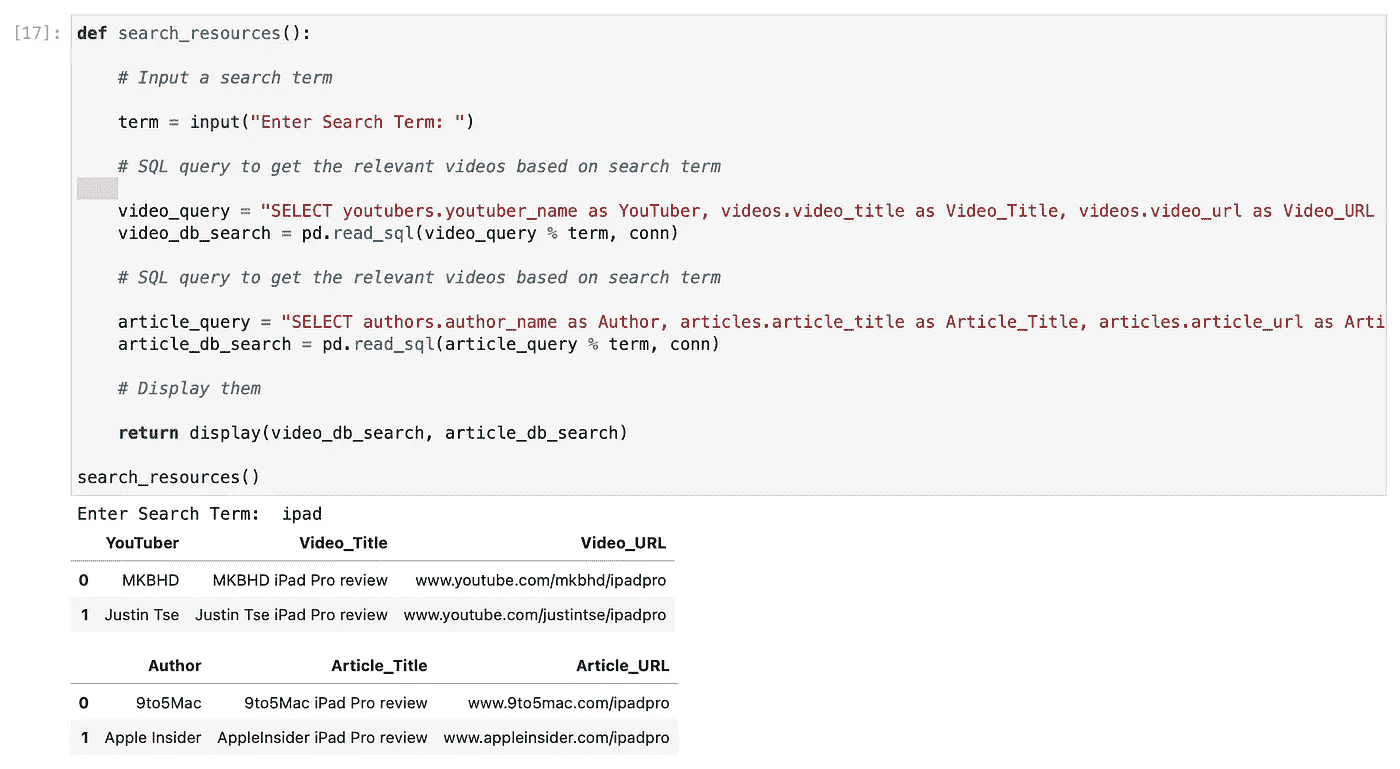 [17]: def search_resources():
# Input a search term
term = input("Enter Search Term: ")
# SQL query to get the relevant videos based on search term
video_query = "SELECT youtubers.youtuber_name as YouTuber, videos.video_title as Video_Title, videos.video_url as Video_URL
video_db_search = pd.read_sql(video_query % term, conn)
# SQL query to get the relevant videos based on search term
article_query = "SELECT authors.author_name as Author, articles.article_title as Article_Title, articles.article_url as Arti
article_db_search = pd.read_sql(article_query % term, conn)
# Display them
return display(video_db_search, article_db_search)
search_resources()
Enter Search Term: ipad
YouTuber Video_Title Video_URL
0 MKBHD MKBHD iPad Pro review www.youtube.com/mkbhd/ipadpro
1 Justin Tse Justin Tse iPad Pro review www.youtube.com/justintse/ipadpro
Author Article_Title Article_URL
0 9to5Mac 9to5Mac iPad Pro review www.9to5mac.com/ipadpro
1 Apple Insider AppleInsider iPad Pro review www.appleinsider.com/ipadpro